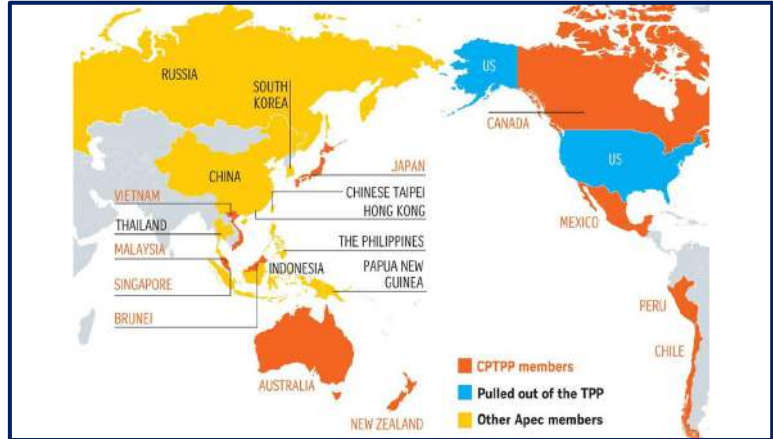 RUSSIA
SOUTH
KOREA
US
CANADA
JAPAN
CHINA
US
VIETNAM
CHINESE TAIPEI
HONG KONG
THAILAND
MEXICO
MALAYSIA
THE PHILIPPINES
INDONESIA
PAPUA NEW
GUINEA
SINGAPORE
BRUNEI
PERU
CHILE
AUSTRALIA
NEW ZEALAND
CPTPP members
Pulled out of the TPP
Other Apec members